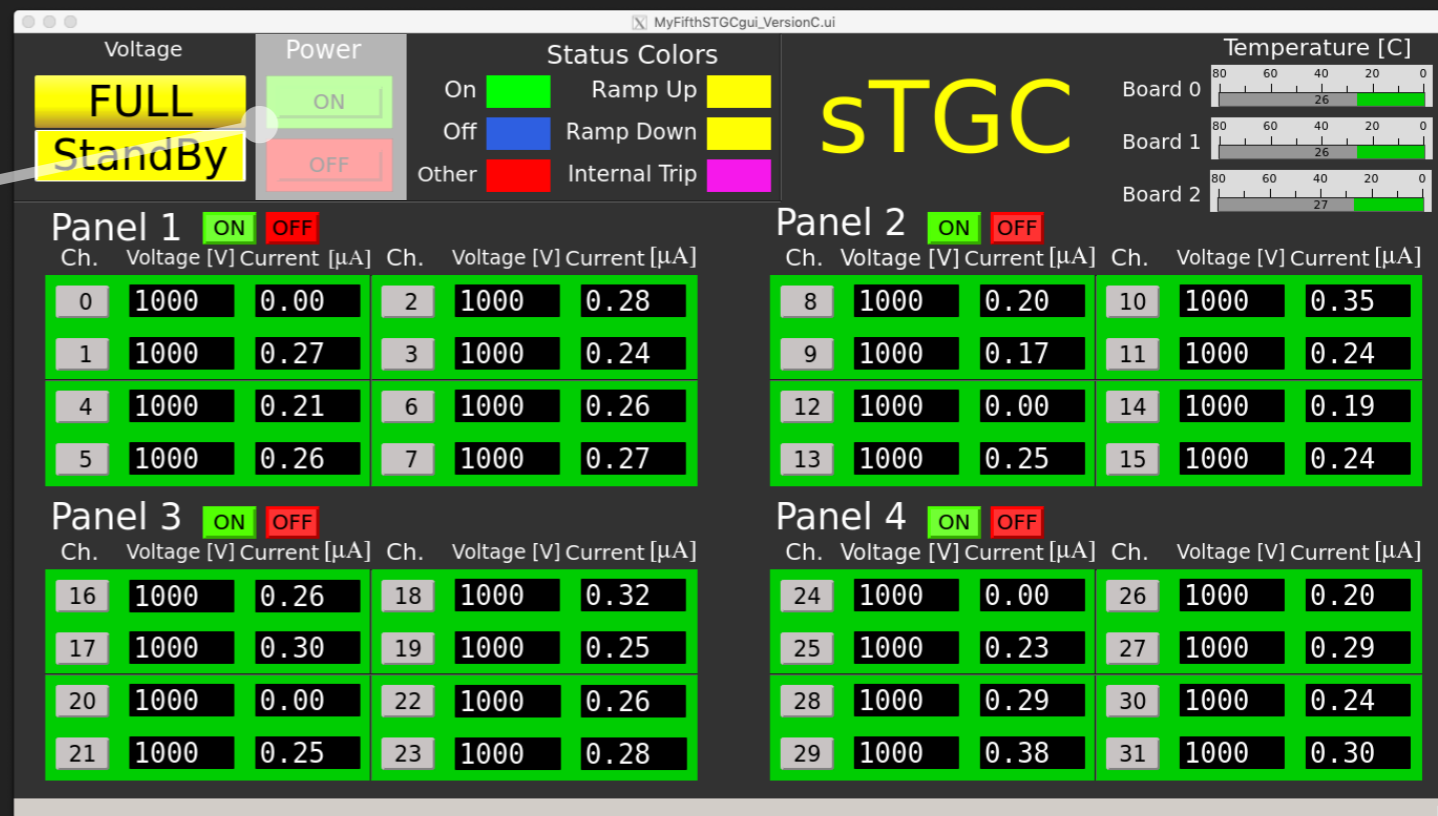 MyFifthSTGCgui_VersionC.ui
Voltage Power Status Colors Temperature [C]
FULL ON On Ramp Up sTGC Board 0 80 60 40 20 0 26
StandBy OFF Off Ramp Down Board 1 80 60 40 20 0 26
Other Internal Trip Board 2 80 60 40 20 0 27
Panel 1 ON OFF
Ch. Voltage [V] Current [µA] Ch. Voltage [V] Current [µA]
0 1000 0.00 2 1000 0.28
1 1000 0.27 3 1000 0.24
4 1000 0.21 6 1000 0.26
5 1000 0.26 7 1000 0.27
Panel 2 ON OFF
Ch. Voltage [V] Current [µA] Ch. Voltage [V] Current [µA]
8 1000 0.20 10 1000 0.35
9 1000 0.17 11 1000 0.24
12 1000 0.00 14 1000 0.19
13 1000 0.25 15 1000 0.24
Panel 3 ON OFF
Ch. Voltage [V] Current [µA] Ch. Voltage [V] Current [µA]
16 1000 0.26 18 1000 0.32
17 1000 0.30 19 1000 0.25
20 1000 0.00 22 1000 0.26
21 1000 0.25 23 1000 0.28
Panel 4 ON OFF
Ch. Voltage [V] Current [µA] Ch. Voltage [V] Current [µA]
24 1000 0.00 26 1000 0.20
25 1000 0.23 27 1000 0.29
28 1000 0.29 30 1000 0.24
29 1000 0.38 31 1000 0.30